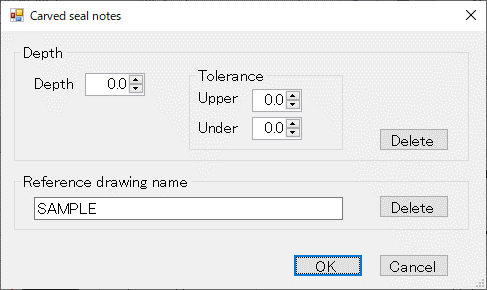 Carved seal notes
Depth
Depth 0.0
Tolerance
Upper 0.0
Under 0.0
Delete
Reference drawing name
SAMPLE
Delete
OK Cancel